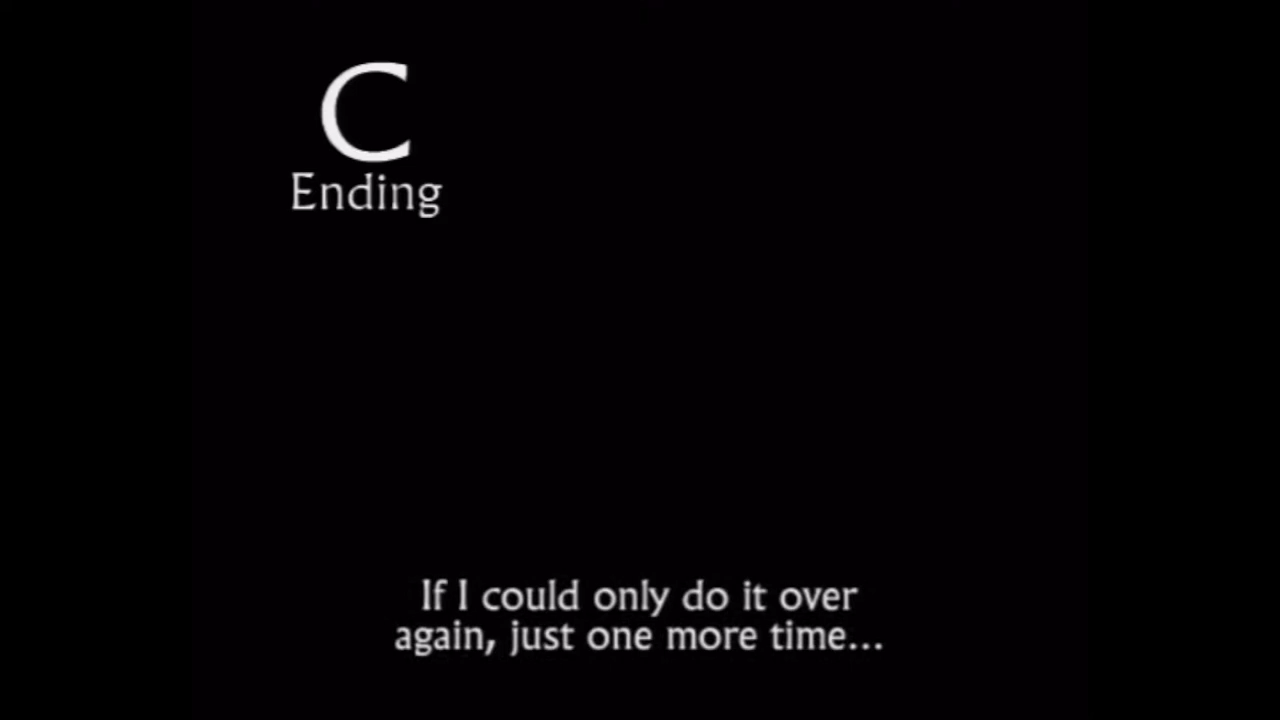 C
Ending
If I could only do it over
again, just one more time...